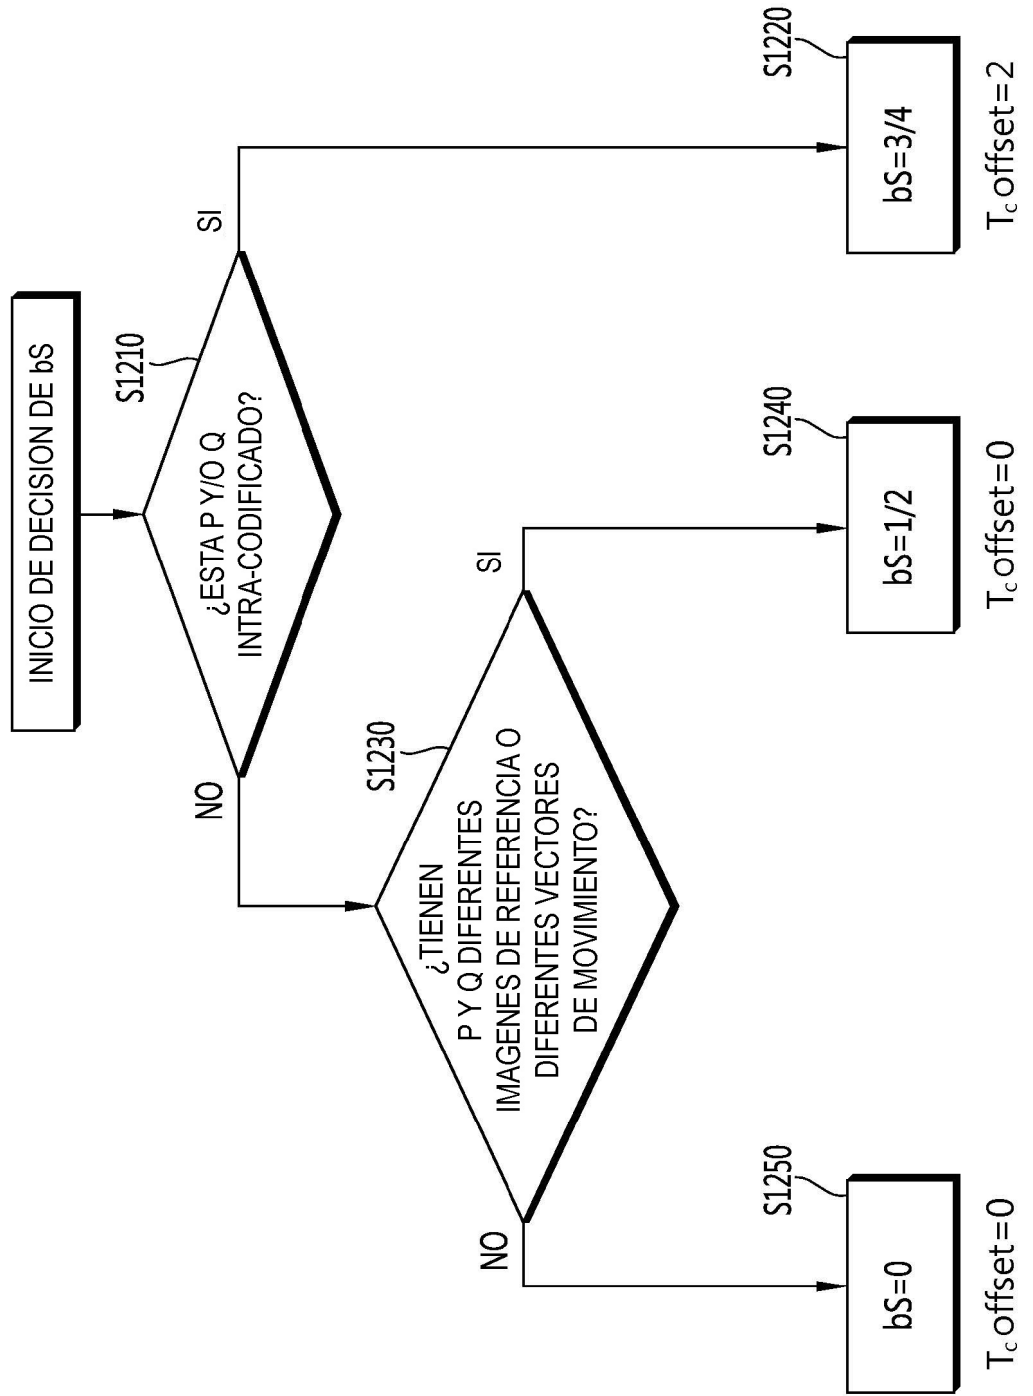 INICIO DE DECISION DE bS
S1210
¿ESTA P Y/O Q
INTRA-CODIFICADO?
NO
SI
S1230
¿TIENEN
P Y Q DIFERENTES
IMAGENES DE REFERENCIA O
DIFERENTES VECTORES
DE MOVIMIENTO?
NO
SI
S1250
bS=0
Tc offset=0
S1240
bS=1/2
Tc offset=0
S1220
bS=3/4
Tc offset=2